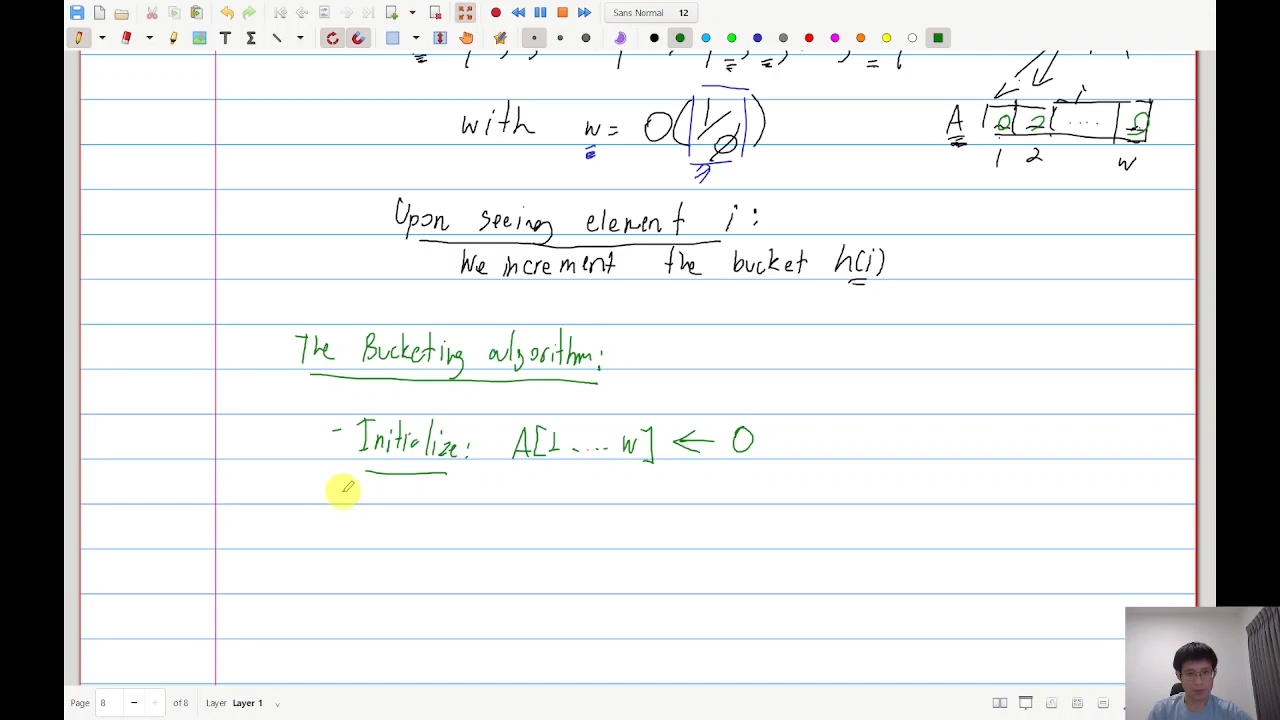 Sans Normal 12
with w = O(1/φ)
A 0 2 .... 0
1 2 w
Upon seeing element i:
We increment the bucket h(i)
The Bucketing algorithm:
- Initialize: A[1 .... w] ← 0
Page 8 of 8 Layer Layer 1